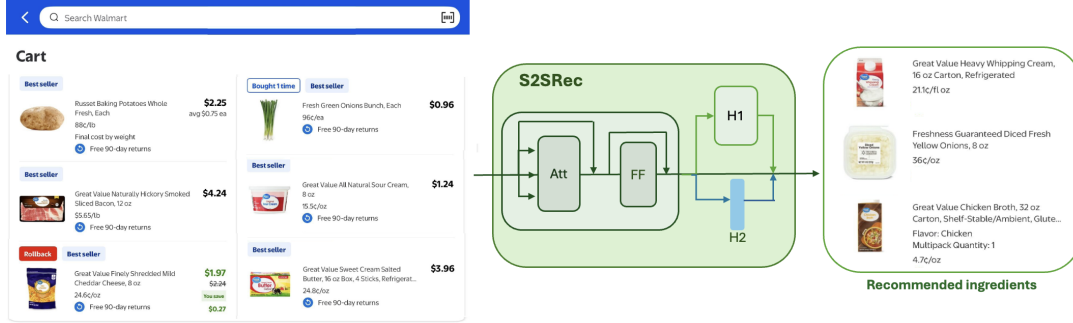 Search Walmart
Cart
Best seller
Russet Baking Potatoes Whole
Fresh, Each
88¢/lb
Final cost by weight
Free 90-day returns
$2.25
avg $0.75 ea
Best seller
Great Value Naturally Hickory Smoked
Sliced Bacon, 12 oz
$5.65/lb
Free 90-day returns
$4.24
Rollback
Best seller
Great Value Finely Shredded Mild
Cheddar Cheese, 8 oz
24.6¢/oz
Free 90-day returns
$1.97
$2.24
You save
$0.27
Bought 1 time
Best seller
Fresh Green Onions Bunch, Each
96¢/ea
Free 90-day returns
$0.96
Best seller
Great Value All Natural Sour Cream,
8 oz
15.5¢/oz
Free 90-day returns
$1.24
Best seller
Great Value Sweet Cream Salted
Butter, 16 oz Box, 4 Sticks, Refrigerat...
24.8¢/oz
Free 90-day returns
$3.96
S2SRec
Att
FF
H1
H2
Great Value Heavy Whipping Cream,
16 oz Carton, Refrigerated
21.1¢/fl oz
Freshness Guaranteed Diced Fresh
Yellow Onions, 8 oz
36¢/oz
Great Value Chicken Broth, 32 oz
Carton, Shelf-Stable/Ambient, Glute...
Flavor: Chicken
Multipack Quantity: 1
4.7¢/oz
Recommended ingredients